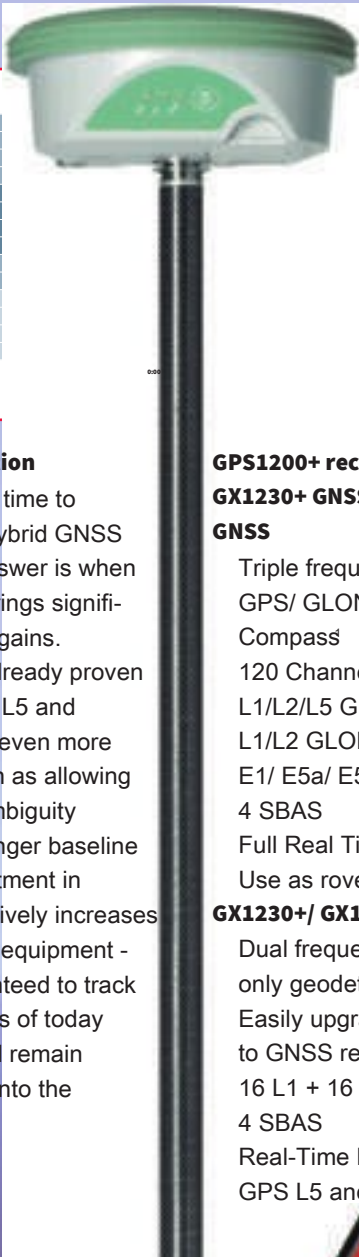 0:00
ion
time to
ybrid GNSS
swer is when
ings signifi-
gains.
lready proven
L5 and
even more
n as allowing
mbiguity
nger baseline
tment in
ively increases
equipment -
teed to track
s of today
remain
nto the
GPS1200+ rec
GX1230+ GNS
GNSS
Triple frequ
GPS/ GLON
Compass
120 Channe
L1/L2/L5 G
L1/L2 GLO
E1/ E5a/ E5
4 SBAS
Full Real Ti
Use as rove
GX1230+/ GX1
Dual freque
only geodet
Easily upgr
to GNSS re
16 L1 + 16
4 SBAS
Real-Time
GPS L5 and